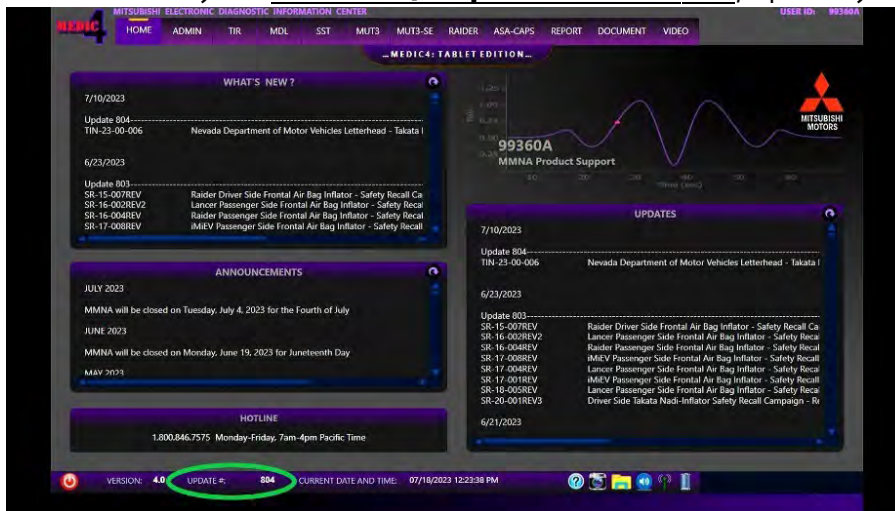 MITSUBISHI ELECTRONIC DIAGNOSTIC INFORMATION CENTER
USER ID: 99360A
MEDIC 4
HOME ADMIN TIR MDL SST MUT3 MUT3-SE RAIDER ASA-CAPS REPORT DOCUMENT VIDEO
...MEDIC4: TABLET EDITION...
WHAT'S NEW ?
7/10/2023
Update 804
TIN-23-00-006 Nevada Department of Motor Vehicles Letterhead - Takata
6/23/2023
Update 803
SR-15-007REV Raider Driver Side Frontal Air Bag Inflator - Safety Recall Ca
SR-16-002REV2 Lancer Passenger Side Frontal Air Bag Inflator - Safety Recal
SR-16-004REV Raider Passenger Side Frontal Air Bag Inflator - Safety Recal
SR-17-008REV iMiEV Passenger Side Frontal Air Bag Inflator - Safety Recall
99360A
MMNA Product Support
Time (sec)
MITSUBISHI
MOTORS
ANNOUNCEMENTS
JULY 2023
MMNA will be closed on Tuesday, July 4, 2023 for the Fourth of July
JUNE 2023
MMNA will be closed on Monday, June 19, 2023 for Juneteenth Day
MAY 2023
HOTLINE
1.800.846.7575 Monday-Friday, 7am-4pm Pacific Time
UPDATES
7/10/2023
Update 804
TIN-23-00-006 Nevada Department of Motor Vehicles Letterhead - Takata
6/23/2023
Update 803
SR-15-007REV Raider Driver Side Frontal Air Bag Inflator - Safety Recall Ca
SR-16-002REV2 Lancer Passenger Side Frontal Air Bag Inflator - Safety Recal
SR-16-004REV Raider Passenger Side Frontal Air Bag Inflator - Safety Recal
SR-17-008REV iMiEV Passenger Side Frontal Air Bag Inflator - Safety Recall
SR-17-004REV Lancer Passenger Side Frontal Air Bag Inflator - Safety Recal
SR-17-001REV iMiEV Passenger Side Frontal Air Bag Inflator - Safety Recall
SR-18-005REV Lancer Passenger Side Frontal Air Bag Inflator - Safety Recal
SR-20-001REV3 Driver Side Takata Nadi-Inflator Safety Recall Campaign - Re
6/21/2023
VERSION: 4.0 UPDATE #: 804 CURRENT DATE AND TIME: 07/18/2023 12:23:38 PM